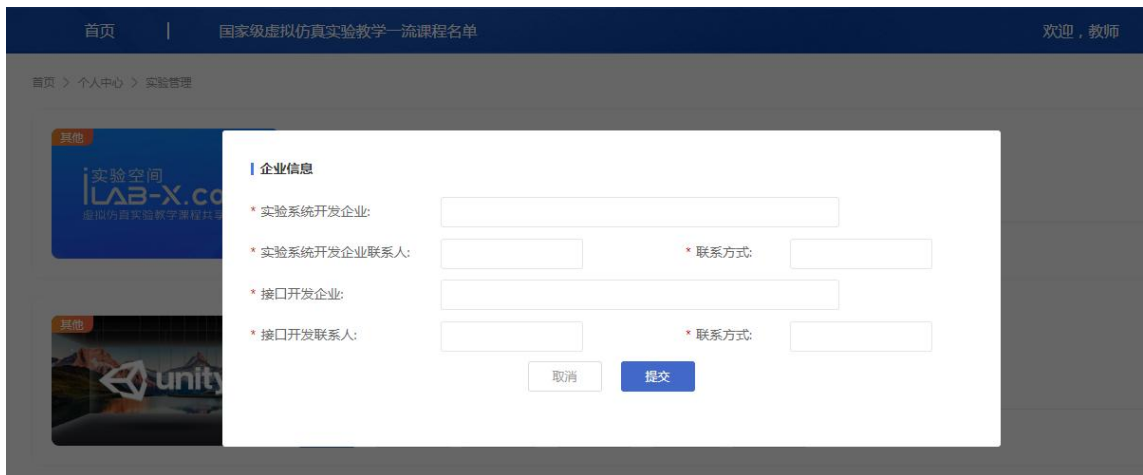 首页 | 国家级虚拟仿真实验教学一流课程名单 欢迎，教师
首页 > 个人中心 > 实验管理
其他
实验空间
iLAB-X.co
虚拟仿真实验教学课程共享
企业信息
* 实验系统开发企业:
* 实验系统开发企业联系人: * 联系方式:
* 接口开发企业:
* 接口开发联系人: * 联系方式:
取消 提交
其他
unity